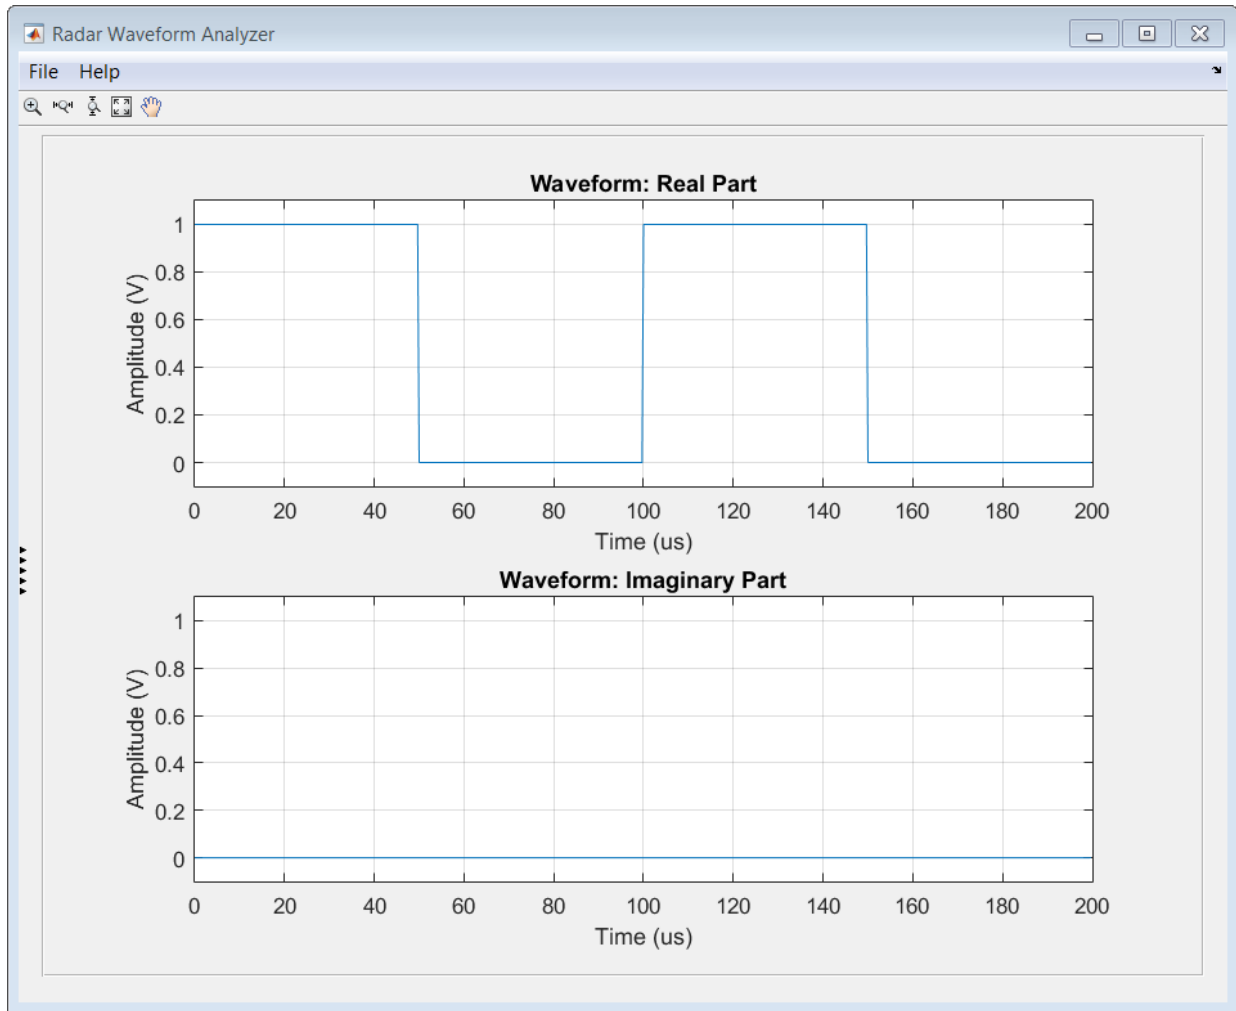 Radar Waveform Analyzer
File Help
Waveform: Real Part
Amplitude (V)
1
0.8
0.6
0.4
0.2
0
0 20 40 60 80 100 120 140 160 180 200
Time (us)
Waveform: Imaginary Part
Amplitude (V)
1
0.8
0.6
0.4
0.2
0
0 20 40 60 80 100 120 140 160 180 200
Time (us)